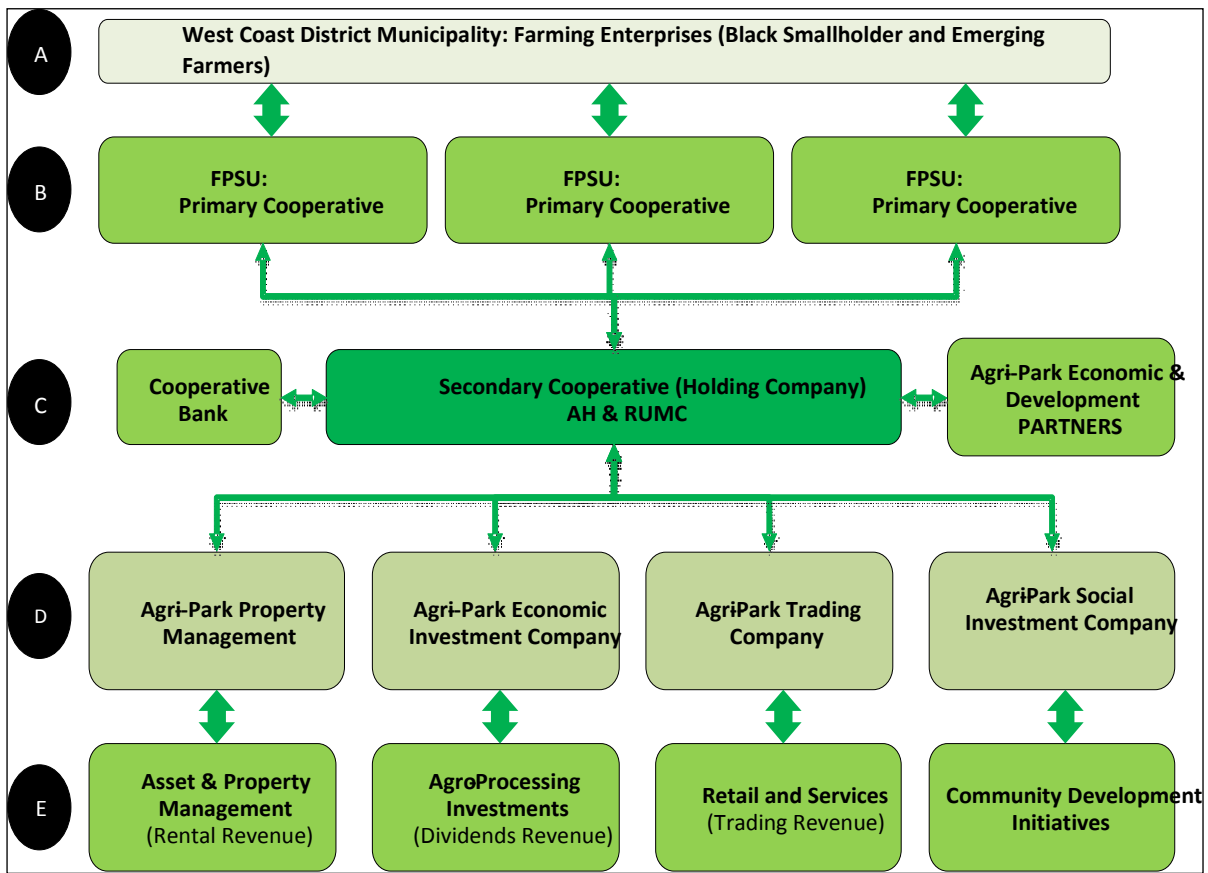 A
West Coast District Municipality: Farming Enterprises (Black Smallholder and Emerging
Farmers)
B
FPSU:
Primary Cooperative
FPSU:
Primary Cooperative
FPSU:
Primary Cooperative
C
Cooperative
Bank
Secondary Cooperative (Holding Company)
AH & RUMC
Agri-Park Economic &
Development
PARTNERS
D
Agri-Park Property
Management
Agri-Park Economic
Investment Company
AgriPark Trading
Company
AgriPark Social
Investment Company
E
Asset & Property
Management
(Rental Revenue)
AgroProcessing
Investments
(Dividends Revenue)
Retail and Services
(Trading Revenue)
Community Development
Initiatives